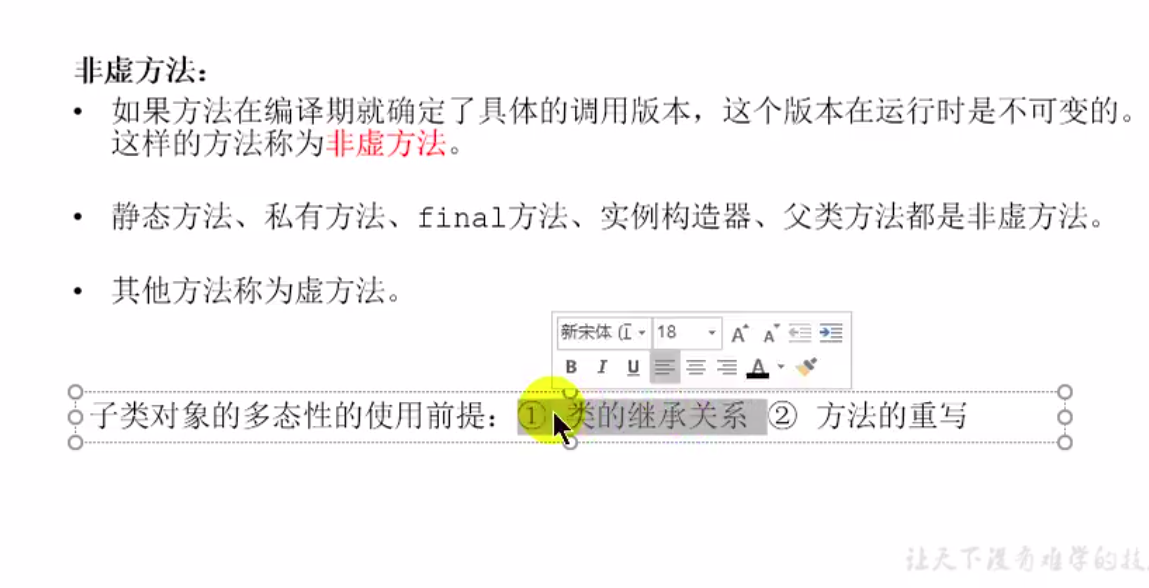 非虚方法：
• 如果方法在编译期就确定了具体的调用版本，这个版本在运行时是不可变的。
这样的方法称为非虚方法。
• 静态方法、私有方法、final方法、实例构造器、父类方法都是非虚方法。
• 其他方法称为虚方法。
新宋体 (正 18 A A
B I U A
子类对象的多态性的使用前提：① 类的继承关系 ② 方法的重写
让天下没有难学的技